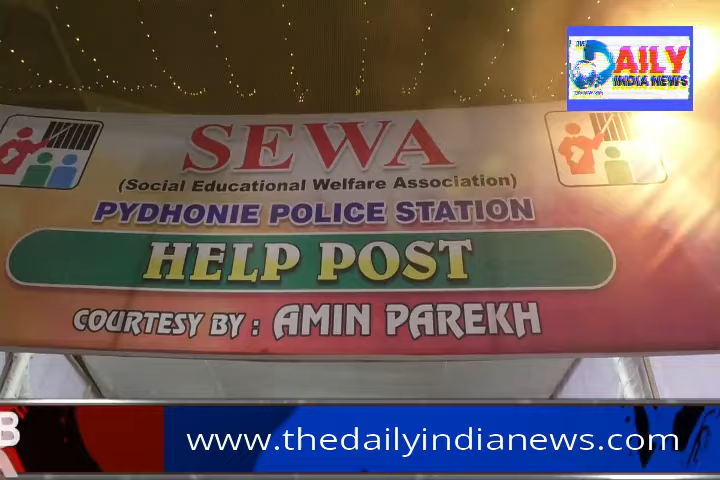 THE
DAILY
INDIA NEWS
SEWA
(Social Educational Welfare Association)
PYDHONIE POLICE STATION
HELP POST
COURTESY BY : AMIN PAREKH
B
www.thedailyindianews.com